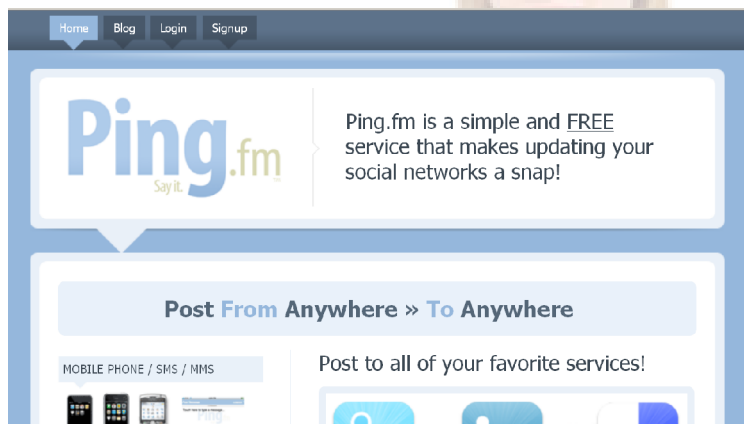 Home Blog Login Signup
Ping.fm
Say it.
Ping.fm is a simple and FREE
service that makes updating your
social networks a snap!
Post From Anywhere » To Anywhere
MOBILE PHONE / SMS / MMS
Post to all of your favorite services!
Ping.fm